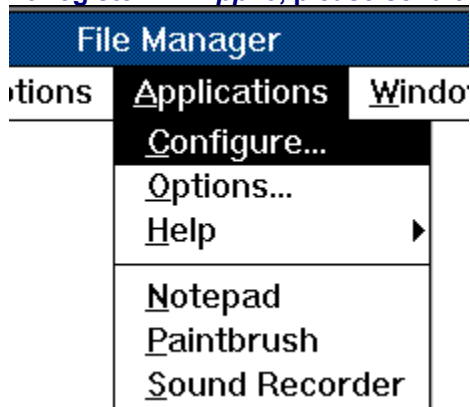 File Manager
Applications
Configure...
Options...
Help
Notepad
Paintbrush
Sound Recorder